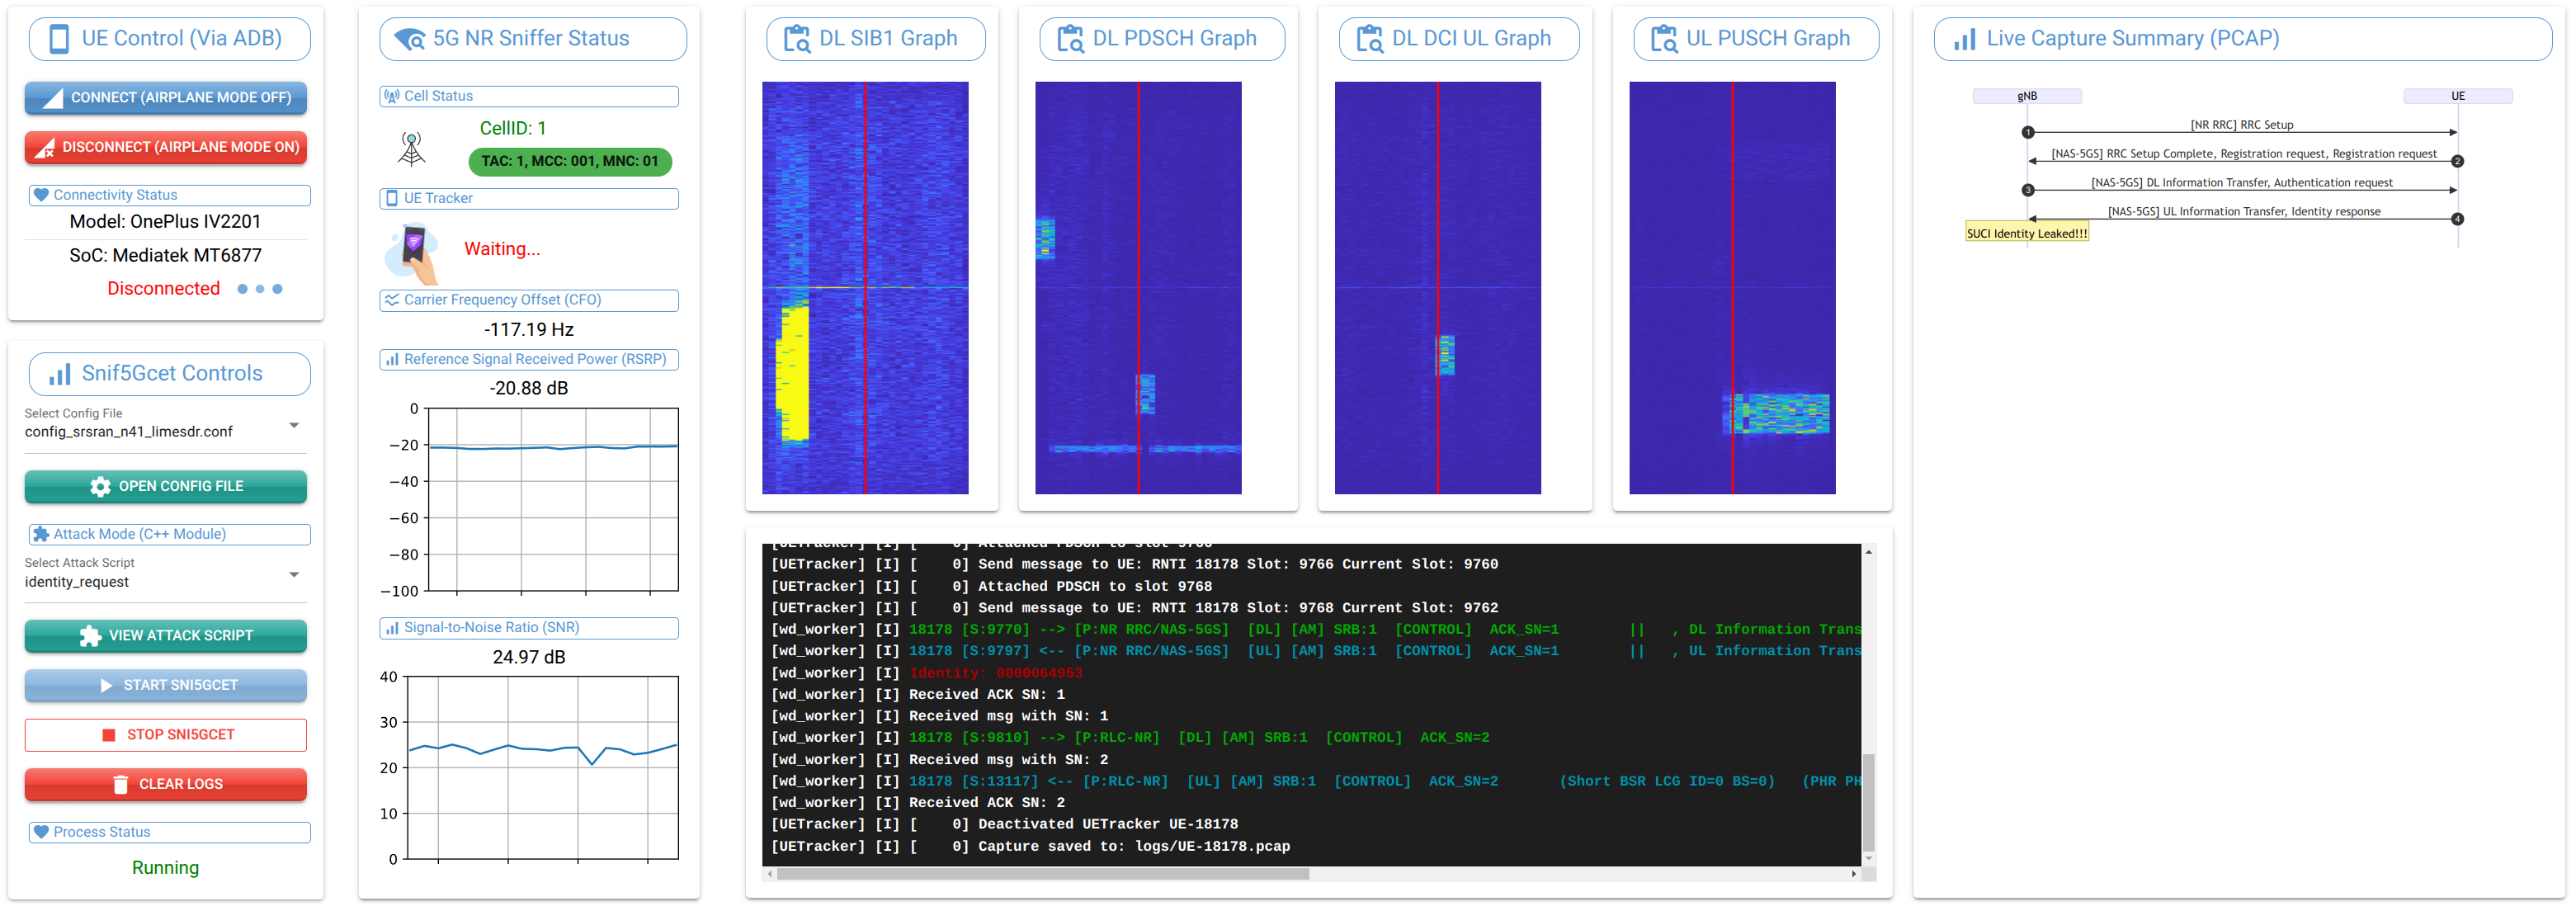 UE Control (Via ADB)
CONNECT (AIRPLANE MODE OFF)
DISCONNECT (AIRPLANE MODE ON)
Connectivity Status
Model: OnePlus IV2201
SoC: Mediatek MT6877
Disconnected
Snif5Gcet Controls
Select Config File
config_srsran_n41_limesdr.conf
OPEN CONFIG FILE
Attack Mode (C++ Module)
Select Attack Script
identity_request
VIEW ATTACK SCRIPT
START SNI5GCET
STOP SNI5GCET
CLEAR LOGS
Process Status
Running
5G NR Sniffer Status
Cell Status
CellID: 1
TAC: 1, MCC: 001, MNC: 01
UE Tracker
Waiting...
Carrier Frequency Offset (CFO)
-117.19 Hz
Reference Signal Received Power (RSRP)
-20.88 dB
0
−20
−40
−60
−80
−100
Signal-to-Noise Ratio (SNR)
24.97 dB
40
30
20
10
0
DL SIB1 Graph
DL PDSCH Graph
DL DCI UL Graph
UL PUSCH Graph
[UETracker] [I] [    0] Attached PDSCH to slot 9766
[UETracker] [I] [    0] Send message to UE: RNTI 18178 Slot: 9766 Current Slot: 9760
[UETracker] [I] [    0] Attached PDSCH to slot 9768
[UETracker] [I] [    0] Send message to UE: RNTI 18178 Slot: 9768 Current Slot: 9762
[wd_worker] [I] 18178 [S:9770] --> [P:NR RRC/NAS-5GS]  [DL] [AM] SRB:1  [CONTROL]  ACK_SN=1        ||   , DL Information Trans
[wd_worker] [I] 18178 [S:9797] <-- [P:NR RRC/NAS-5GS]  [UL] [AM] SRB:1  [CONTROL]  ACK_SN=1        ||   , UL Information Trans
[wd_worker] [I] Identity: 0000064953
[wd_worker] [I] Received ACK SN: 1
[wd_worker] [I] Received msg with SN: 1
[wd_worker] [I] 18178 [S:9810] --> [P:RLC-NR]  [DL] [AM] SRB:1  [CONTROL]  ACK_SN=2
[wd_worker] [I] Received msg with SN: 2
[wd_worker] [I] 18178 [S:13117] <-- [P:RLC-NR]  [UL] [AM] SRB:1  [CONTROL]  ACK_SN=2       (Short BSR LCG ID=0 BS=0)   (PHR PH
[wd_worker] [I] Received ACK SN: 2
[UETracker] [I] [    0] Deactivated UETracker UE-18178
[UETracker] [I] [    0] Capture saved to: logs/UE-18178.pcap
Live Capture Summary (PCAP)
gNB
UE
1
[NR RRC] RRC Setup
[NAS-5GS] RRC Setup Complete, Registration request, Registration request
2
3
[NAS-5GS] DL Information Transfer, Authentication request
[NAS-5GS] UL Information Transfer, Identity response
4
SUCI Identity Leaked!!!